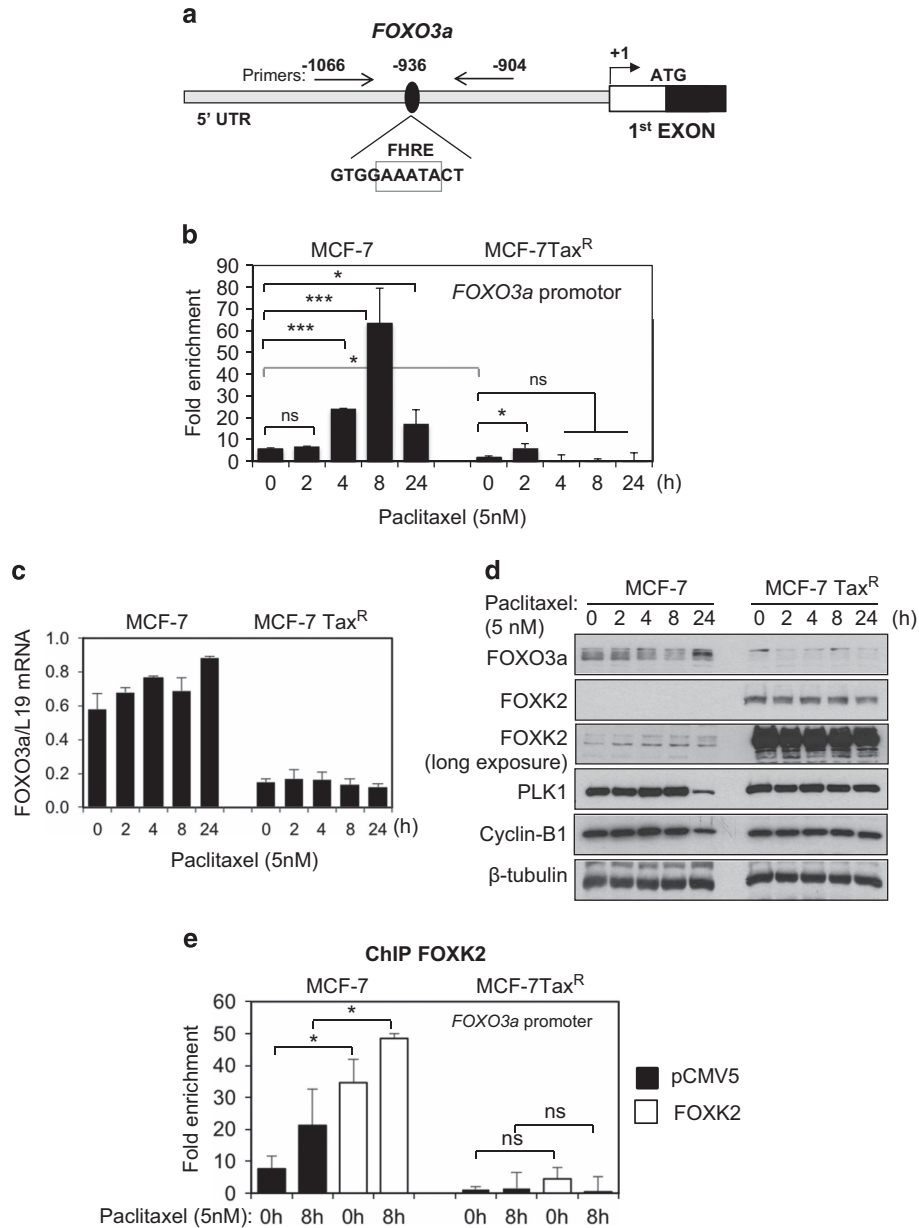 a
FOXO3a
Primers: -1066 -936 -904 +1
ATG
5' UTR
1st EXON
FHRE
GTGGAAATACT
b
MCF-7 MCF-7TaxR
Fold enrichment
90
80
70
60
50
40
30
20
10
0
*
***
***
*
ns
FOXO3a promotor
ns
*
0 2 4 8 24 0 2 4 8 24 (h)
Paclitaxel (5nM)
c
MCF-7 MCF-7 TaxR
FOXO3a/L19 mRNA
1.0
0.8
0.6
0.4
0.2
0.0
0 2 4 8 24 0 2 4 8 24 (h)
Paclitaxel (5nM)
d
MCF-7 MCF-7 TaxR
Paclitaxel: 0 2 4 8 24 0 2 4 8 24 (h)
(5 nM)
FOXO3a
FOXK2
FOXK2
(long exposure)
PLK1
Cyclin-B1
β-tubulin
e
ChIP FOXK2
MCF-7 MCF-7TaxR
Fold enrichment
60
50
40
30
20
10
0
*
*
FOXO3a promoter
ns
ns
pCMV5
FOXK2
Paclitaxel (5nM): 0h 8h 0h 8h 0h 8h 0h 8h